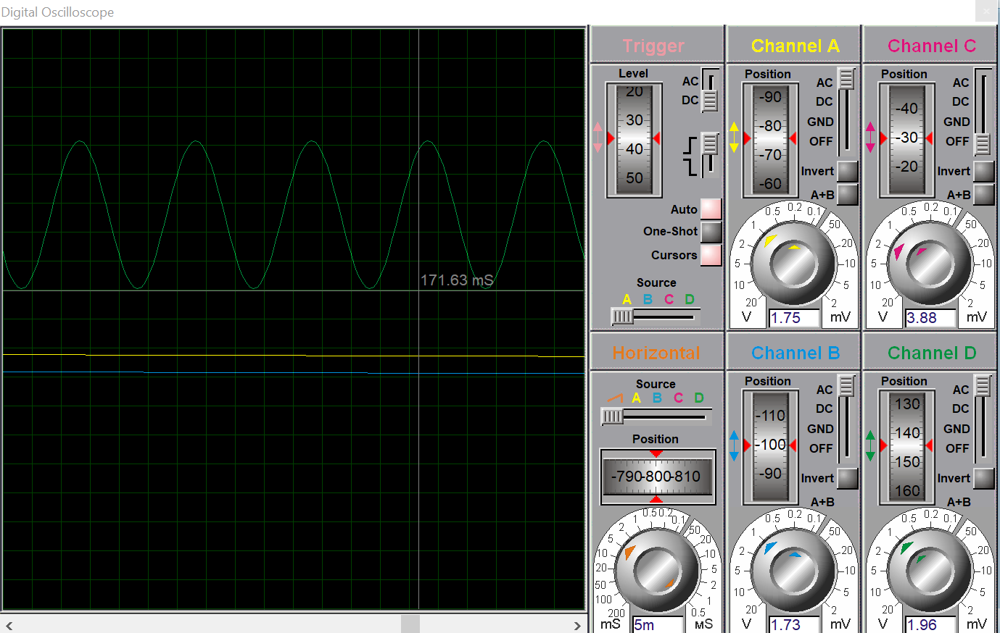 Digital Oscilloscope
171.63 mS
Trigger
Level
20
30
40
50
AC
DC
Auto
One-Shot
Cursors
Source
A B C D
Channel A
Position
-90
-80
-70
-60
AC
DC
GND
OFF
Invert
A+B
20
10
5
2
1
0.5
0.2
0.1
50
20
10
5
2
V
1.75
mV
Channel C
Position
-40
-30
-20
AC
DC
GND
OFF
Invert
A+B
20
10
5
2
1
0.5
0.2
0.1
50
20
10
5
2
V
3.88
mV
Horizontal
Source
A B C D
Position
-790-800-810
200
100
50
20
10
5
2
1
0.5
0.2
0.1
50
20
10
5
2
1
0.5
mS
5m
мS
Channel B
Position
-110
-100
-90
AC
DC
GND
OFF
Invert
A+B
20
10
5
2
1
0.5
0.2
0.1
50
20
10
5
2
V
1.73
mV
Channel D
Position
130
140
150
160
AC
DC
GND
OFF
Invert
A+B
20
10
5
2
1
0.5
0.2
0.1
50
20
10
5
2
V
1.96
mV